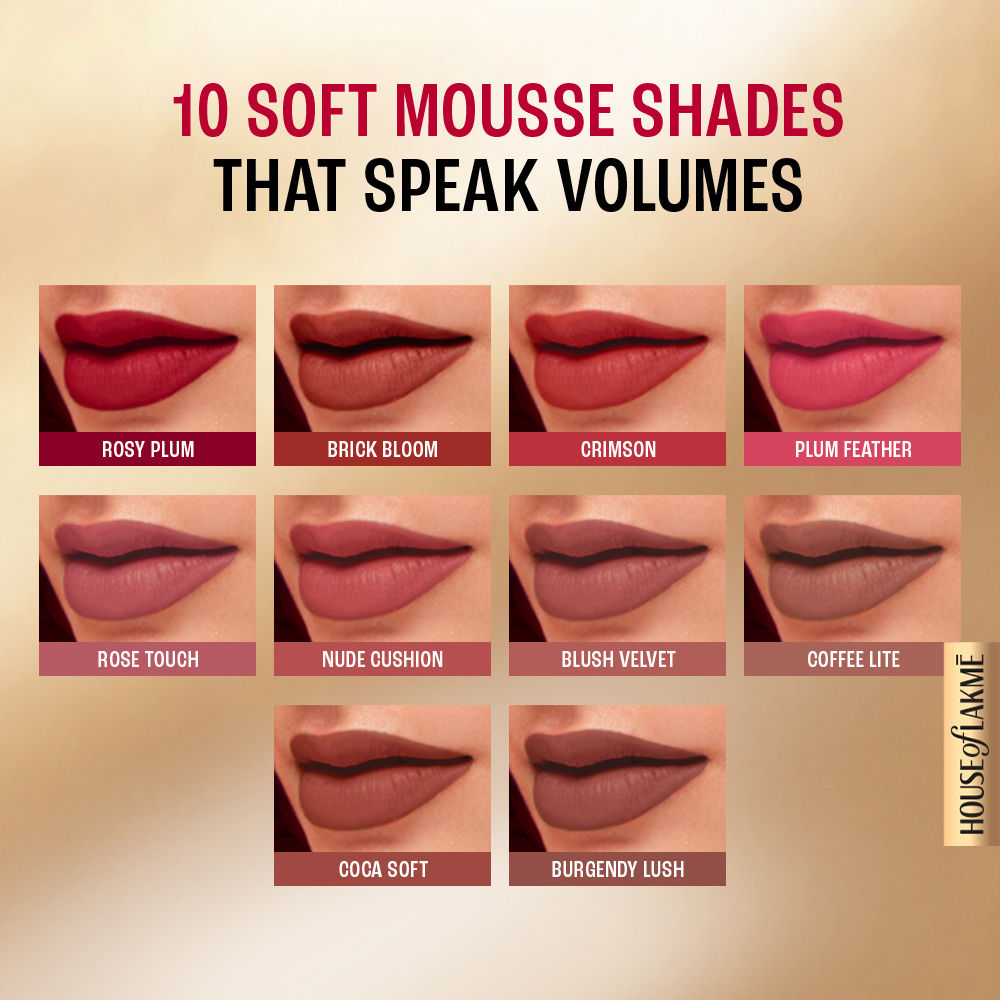 10 SOFT MOUSSE SHADES
THAT SPEAK VOLUMES
ROSY PLUM
BRICK BLOOM
CRIMSON
PLUM FEATHER
ROSE TOUCH
NUDE CUSHION
BLUSH VELVET
COFFEE LITE
COCA SOFT
BURGENDY LUSH
HOUSE of LAKMĒ